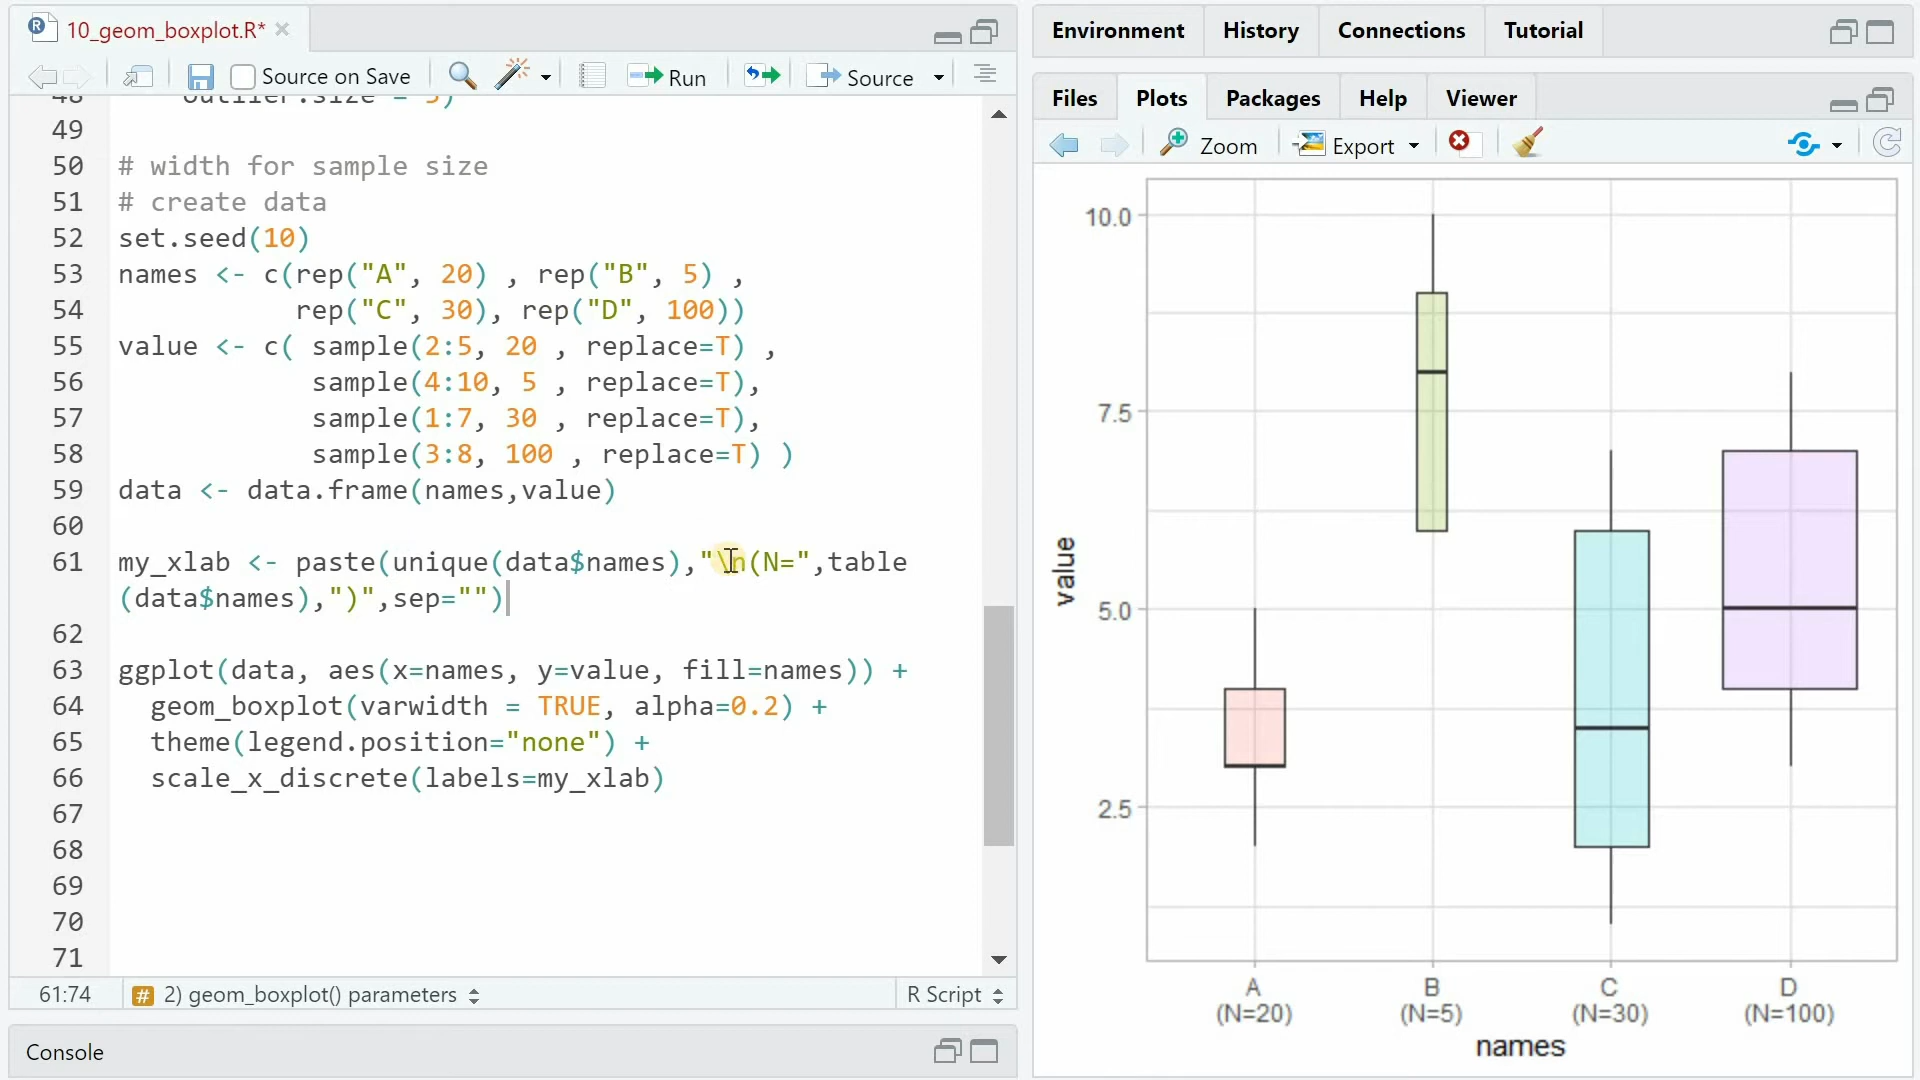 10_geom_boxplot.R*
Source on Save
Run
Source
48 outlier.size = 3)
49
50 # width for sample size
51 # create data
52 set.seed(10)
53 names <- c(rep("A", 20) , rep("B", 5) ,
54 rep("C", 30), rep("D", 100))
55 value <- c( sample(2:5, 20 , replace=T) ,
56 sample(4:10, 5 , replace=T),
57 sample(1:7, 30 , replace=T),
58 sample(3:8, 100 , replace=T) )
59 data <- data.frame(names,value)
60
61 my_xlab <- paste(unique(data$names),"\n(N=",table
(data$names),")",sep="")
62
63 ggplot(data, aes(x=names, y=value, fill=names)) +
64 geom_boxplot(varwidth = TRUE, alpha=0.2) +
65 theme(legend.position="none") +
66 scale_x_discrete(labels=my_xlab)
67
68
69
70
71
61:74 # 2) geom_boxplot() parameters R Script
Console
Environment History Connections Tutorial
Files Plots Packages Help Viewer
Zoom Export
10.0
7.5
5.0
2.5
value
A B C D
(N=20) (N=5) (N=30) (N=100)
names